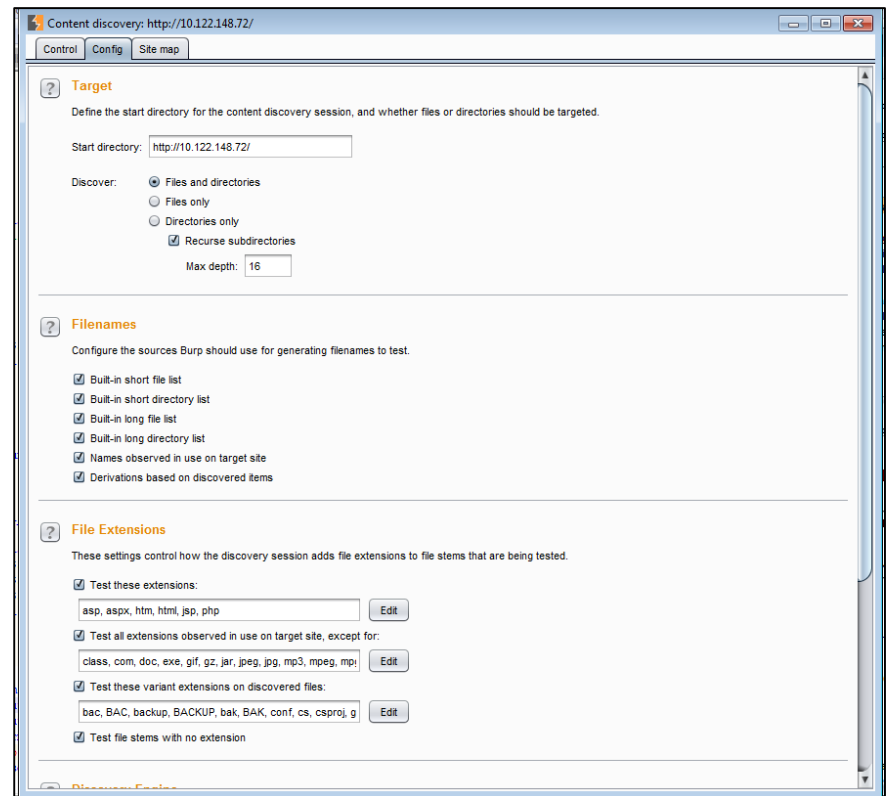 Content discovery: http://10.122.148.72/
Control Config Site map
? Target
Define the start directory for the content discovery session, and whether files or directories should be targeted.
Start directory: http://10.122.148.72/
Discover: Files and directories
Files only
Directories only
Recurse subdirectories
Max depth: 16
? Filenames
Configure the sources Burp should use for generating filenames to test.
Built-in short file list
Built-in short directory list
Built-in long file list
Built-in long directory list
Names observed in use on target site
Derivations based on discovered items
? File Extensions
These settings control how the discovery session adds file extensions to file stems that are being tested.
Test these extensions:
asp, aspx, htm, html, jsp, php Edit
Test all extensions observed in use on target site, except for:
class, com, doc, exe, gif, gz, jar, jpeg, jpg, mp3, mpeg, Edit
Test these variant extensions on discovered files:
bac, BAC, backup, BACKUP, bak, BAK, conf, cs, csproj, Edit
Test file stems with no extension
Discovery Engine